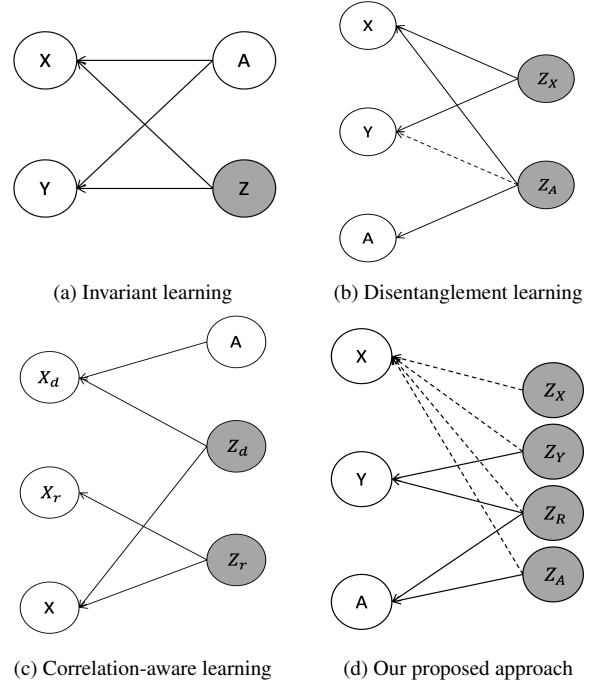 X
A
Y
Z
(a) Invariant learning
X
Z_X
Y
Z_A
A
(b) Disentanglement learning
A
X_d
Z_d
X_r
Z_r
X
(c) Correlation-aware learning
X
Z_X
Z_Y
Y
Z_R
Z_A
A
(d) Our proposed approach